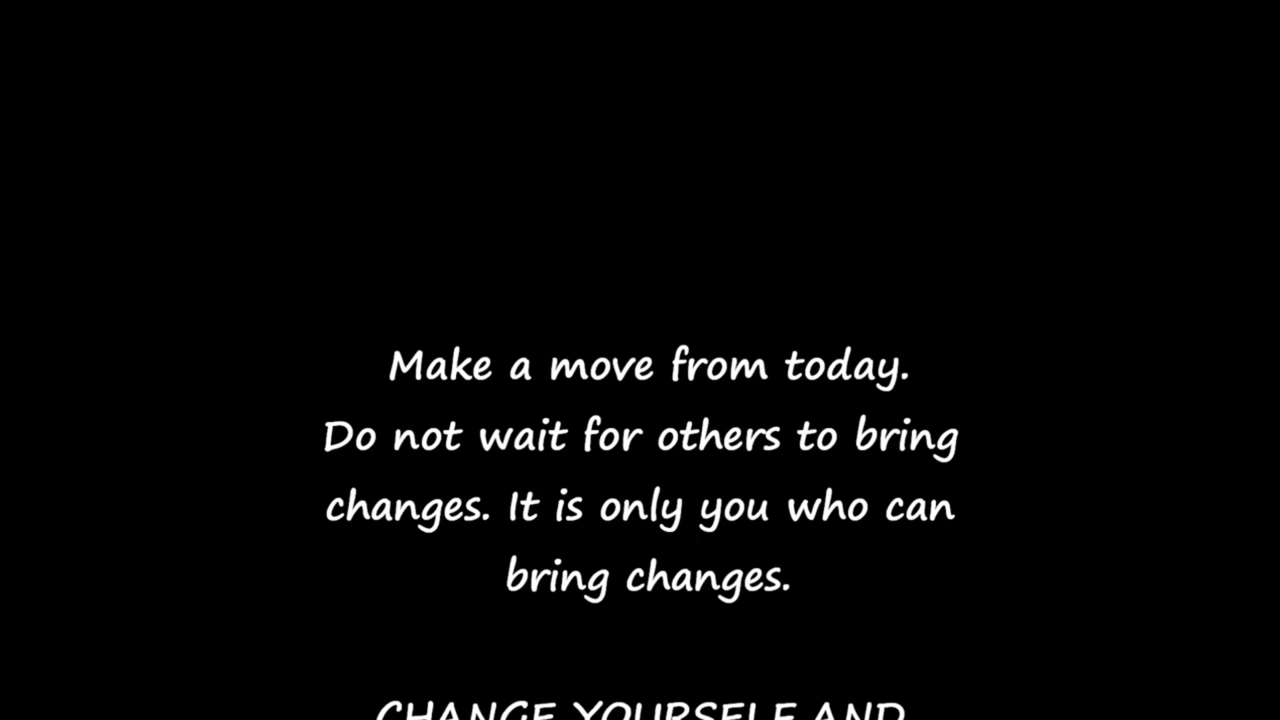 Make a move from today.
Do not wait for others to bring
changes. It is only you who can
bring changes.
CHANGE YOURSELF AND